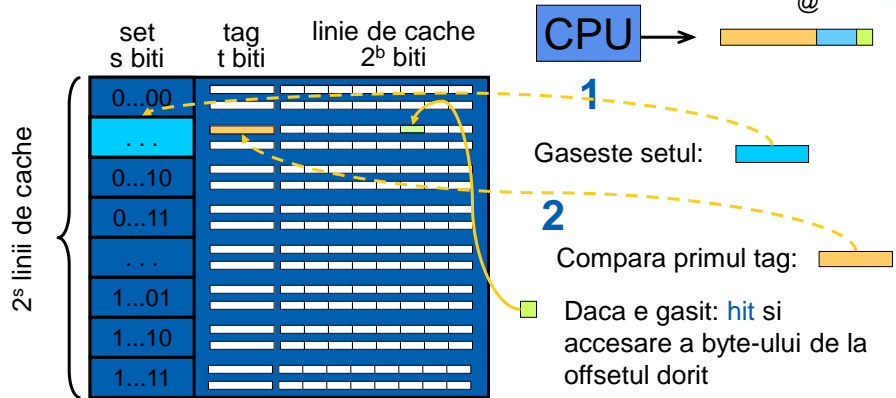 @
set
s biti
tag
t biti
linie de cache
2ᵇ biti
CPU
2ˢ linii de cache
0...00
. . .
0...10
0...11
. . .
1...01
1...10
1...11
1
Gaseste setul:
2
Compara primul tag:
Daca e gasit: hit si
accesare a byte-ului de la
offsetul dorit